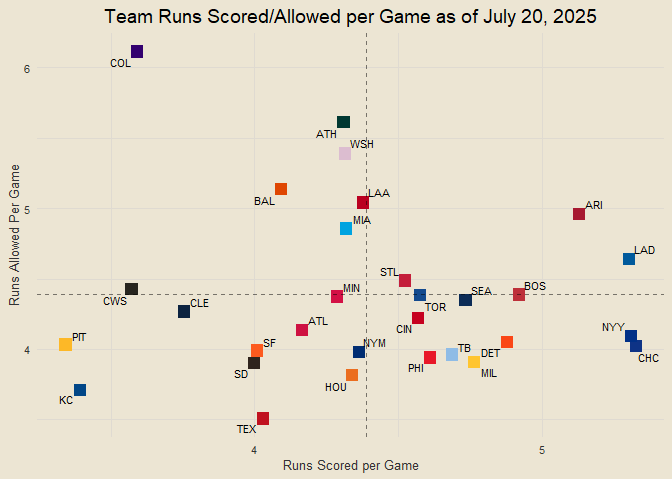 Team Runs Scored/Allowed per Game as of July 20, 2025
6
COL
ATH
WSH
BAL
LAA
ARI
5
MIA
LAD
STL
CWS
CLE
MIN
TOR
SEA
BOS
PIT
ATL
CIN
NYY
SF
NYM
TB
DET
CHC
4
SD
HOU
PHI
MIL
KC
TEX
4
5
Runs Scored per Game
Runs Allowed Per Game